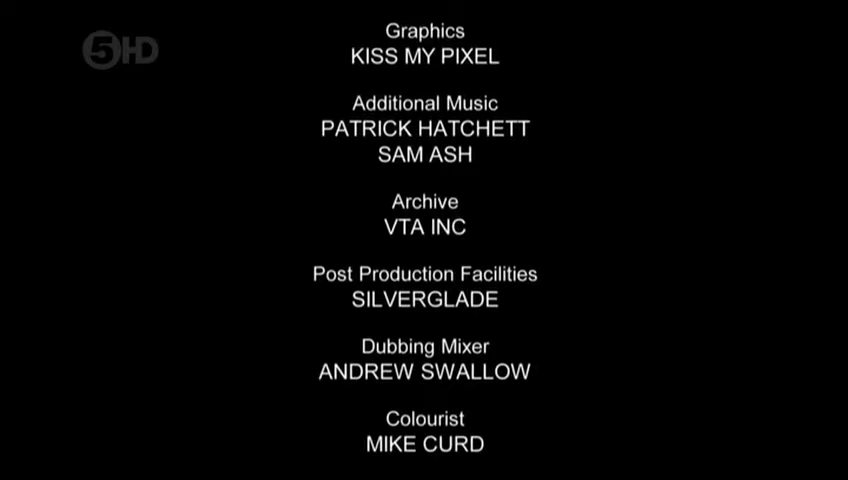 5HD
Graphics
KISS MY PIXEL
Additional Music
PATRICK HATCHETT
SAM ASH
Archive
VTA INC
Post Production Facilities
SILVERGLADE
Dubbing Mixer
ANDREW SWALLOW
Colourist
MIKE CURD